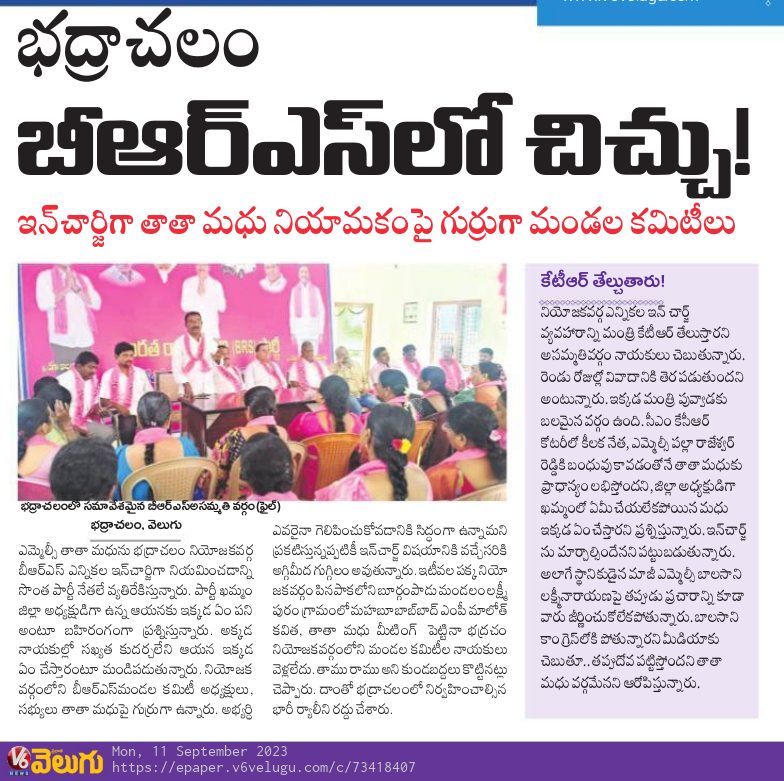 భద్రాచలం
బీఆర్ఎస్‌లో చిచ్చు!
ఇన్‌చార్జిగా తాతా మధు నియామకంపై గుర్రుగా మండల కమిటీలు
భద్రాచలంలో సమావేశమైన బీఆర్ఎస్ అసమ్మతి వర్గం (ఫైల్)
భద్రాచలం, వెలుగు
ఎమ్మెల్సీ తాతా మధును భద్రాచలం నియోజకవర్గ
బీఆర్ఎస్ ఎన్నికల ఇన్‌చార్జిగా నియమించడాన్ని
సొంత పార్టీ నేతలే వ్యతిరేకిస్తున్నారు. పార్టీ ఖమ్మం
జిల్లా అధ్యక్షుడిగా ఉన్న ఆయనకు ఇక్కడ ఏం పని
అంటూ బహిరంగంగా ప్రశ్నిస్తున్నారు. అక్కడ
నాయకుల్లో సఖ్యత కుదర్చలేని ఆయన ఇక్కడ
ఏం చేస్తారంటూ మండిపడుతున్నారు. నియోజక
వర్గంలోని బీఆర్ఎస్‌మండల కమిటీ అధ్యక్షులు,
సభ్యులు తాతా మధుపై గుర్రుగా ఉన్నారు. అభ్యర్థి
ఎవరైనా గెలిపించుకోవడానికి సిద్ధంగా ఉన్నామని
ప్రకటిస్తున్నప్పటికీ ఇన్‌చార్జ్ విషయానికి వచ్చేసరికి
అగ్గిమీద గుగ్గిలం అవుతున్నారు. ఇటీవల పక్క నియో
జకవర్గం పినపాకలోని బూర్గంపాడు మండలం లక్ష్మీ
పురం గ్రామంలో మహబూబాబాద్ ఎంపీ మాలోత్
కవిత, తాతా మధు మీటింగ్ పెట్టినా భద్రచం
నియోజకవర్గంలోని మండల కమిటీల నాయకులు
వెళ్లలేదు. తాము రాము అని కుండబద్దలు కొట్టినట్లు
చెప్పారు. దాంతో భద్రాచలంలో నిర్వహించాల్సిన
భారీ ర్యాలీని రద్దు చేశారు.
కేటీఆర్ తేల్చుతారు!
నియోజకవర్గ ఎన్నికల ఇన్ చార్జ్
వ్యవహారాన్ని మంత్రి కేటీఆర్ తేలుస్తారని
అసమ్మతివర్గం నాయకులు చెబుతున్నారు.
రెండు రోజుల్లో వివాదానికి తెర పడుతుందని
అంటున్నారు. ఇక్కడ మంత్రి పువ్వాడకు
బలమైన వర్గం ఉంది. సీఎం కేసీఆర్
కోటరీలో కీలక నేత, ఎమ్మెల్సీ పల్లా రాజేశ్వర్
రెడ్డికి బంధువు కావడంతోనే తాతా మధుకు
ప్రాధాన్యం లభిస్తోందని, జిల్లా అధ్యక్షుడిగా
ఖమ్మంలో ఏమీ చేయలేకపోయిన మధు
ఇక్కడ ఏం చేస్తారని ప్రశ్నిస్తున్నారు. ఇన్‌చార్జ్
ను మార్చాల్సిందేనని పట్టుబడుతున్నారు.
అలాగే స్థానికుడైన మాజీ ఎమ్మెల్యే బాలసాని
లక్ష్మీనారాయణపై తప్పుడు ప్రచారాన్ని కూడా
వారు జీర్ణించుకోలేకపోతున్నారు. బాలసాని
కాంగ్రెస్‌లోకి పోతున్నారని మీడియాకు
చెబుతూ.. తప్పుదోవ పట్టిస్తోందని తాతా
మధు వర్గమేనని ఆరోపిస్తున్నారు.
V6 వెలుగు
NEWS
Mon, 11 September 2023
https://epaper.v6velugu.com/c/73418407